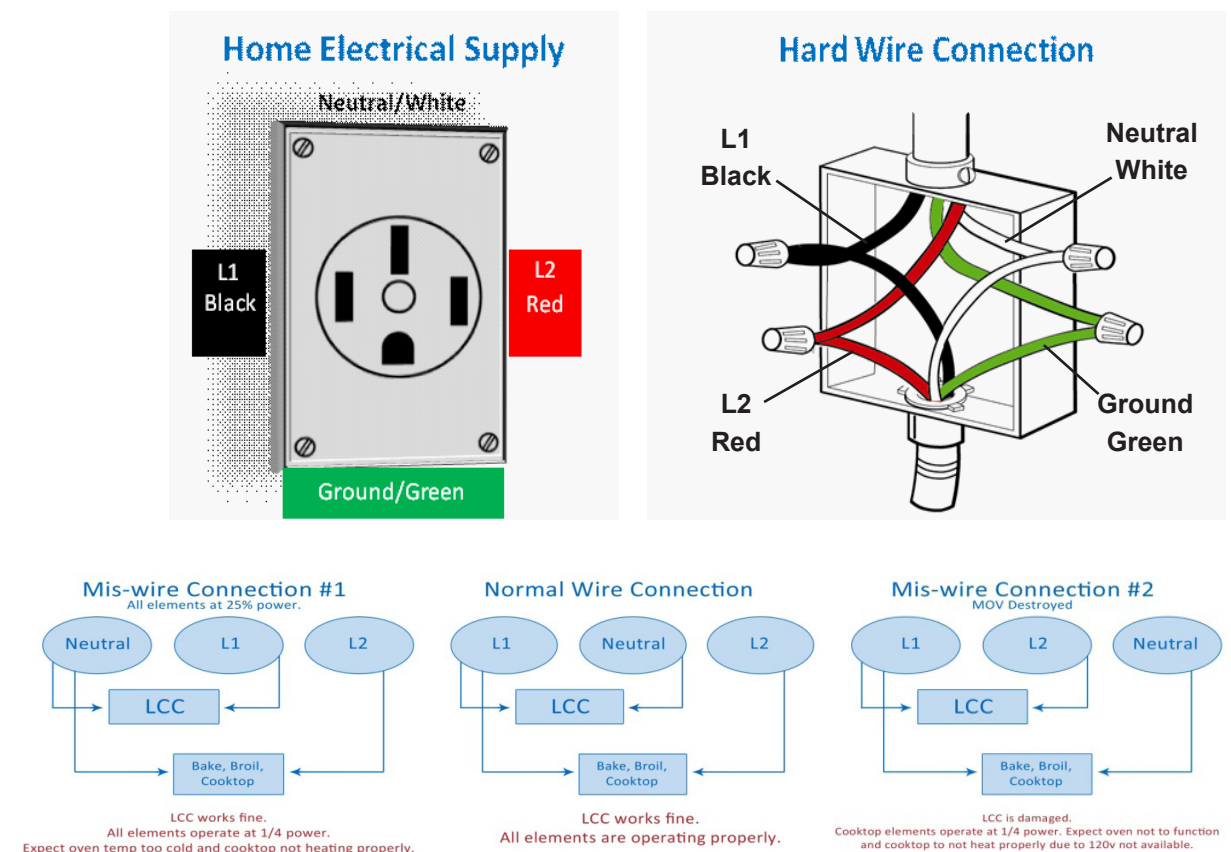 Home Electrical Supply
Neutral/White
L1
Black
L2
Red
Ground/Green
Hard Wire Connection
L1
Black
Neutral
White
L2
Red
Ground
Green
Mis-wire Connection #1
All elements at 25% power.
Neutral
L1
L2
LCC
Bake, Broil,
Cooktop
LCC works fine.
All elements operate at 1/4 power.
Expect oven temp too cold and cooktop not heating properly.
Normal Wire Connection
L1
Neutral
L2
LCC
Bake, Broil,
Cooktop
LCC works fine.
All elements are operating properly.
Mis-wire Connection #2
MOV Destroyed
L1
L2
Neutral
LCC
Bake, Broil,
Cooktop
LCC is damaged.
Cooktop elements operate at 1/4 power. Expect oven not to function
and cooktop to not heat properly due to 120v not available.